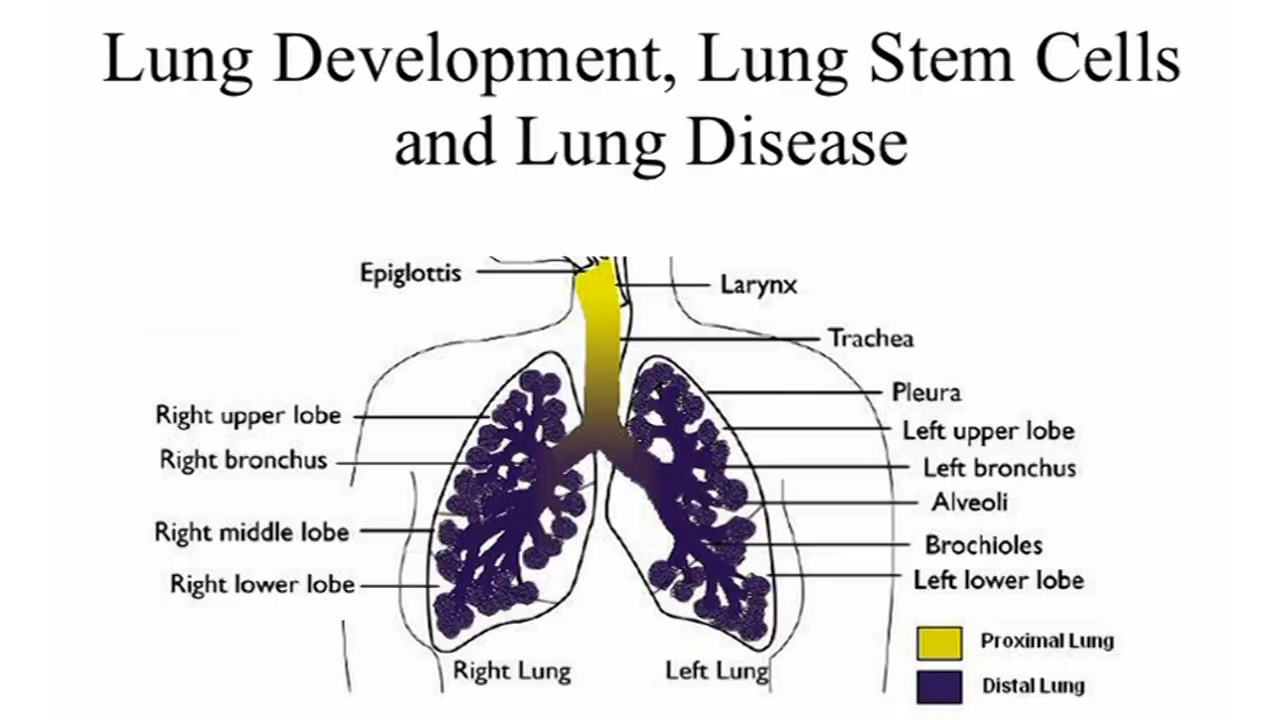 Lung Development, Lung Stem Cells
and Lung Disease
Epiglottis
Larynx
Trachea
Pleura
Right upper lobe
Left upper lobe
Right bronchus
Left bronchus
Alveoli
Right middle lobe
Brochioles
Right lower lobe
Left lower lobe
Proximal Lung
Right Lung
Left Lung
Distal Lung